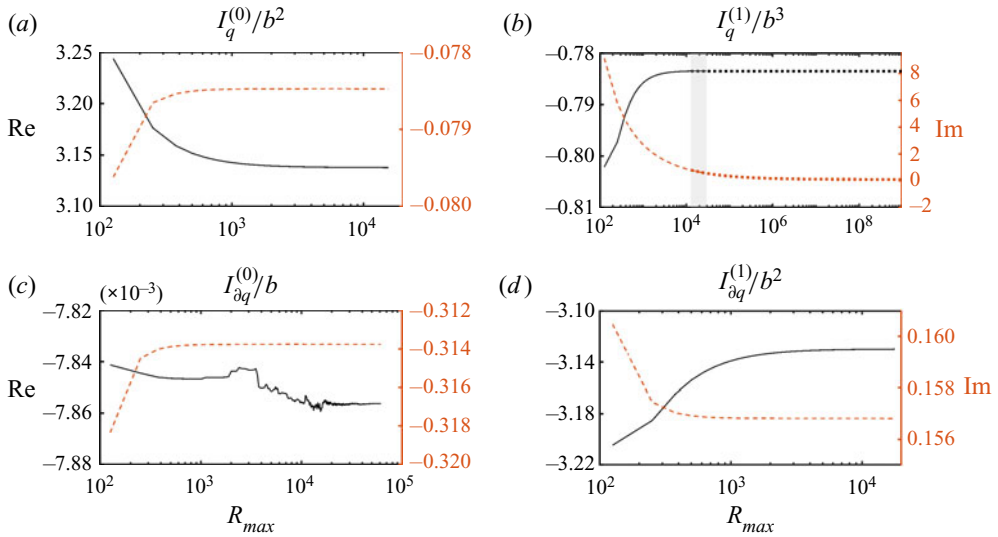 (a) I_q^{(0)}/b^2
(b) I_q^{(1)}/b^3
3.25
3.20
3.15
3.10
Re
−0.078
−0.079
−0.080
10^2 10^3 10^4
−0.78
−0.79
−0.80
−0.81
8
6
4
2
0
−2
Im
10^2 10^4 10^6 10^8
(c) (×10^{−3}) I_{∂q}^{(0)}/b
(d) I_{∂q}^{(1)}/b^2
−7.82
−7.84
−7.86
−7.88
Re
−0.312
−0.314
−0.316
−0.318
−0.320
10^2 10^3 10^4 10^5
R_{max}
−3.10
−3.14
−3.18
−3.22
0.160
0.158
0.156
Im
10^2 10^3 10^4
R_{max}